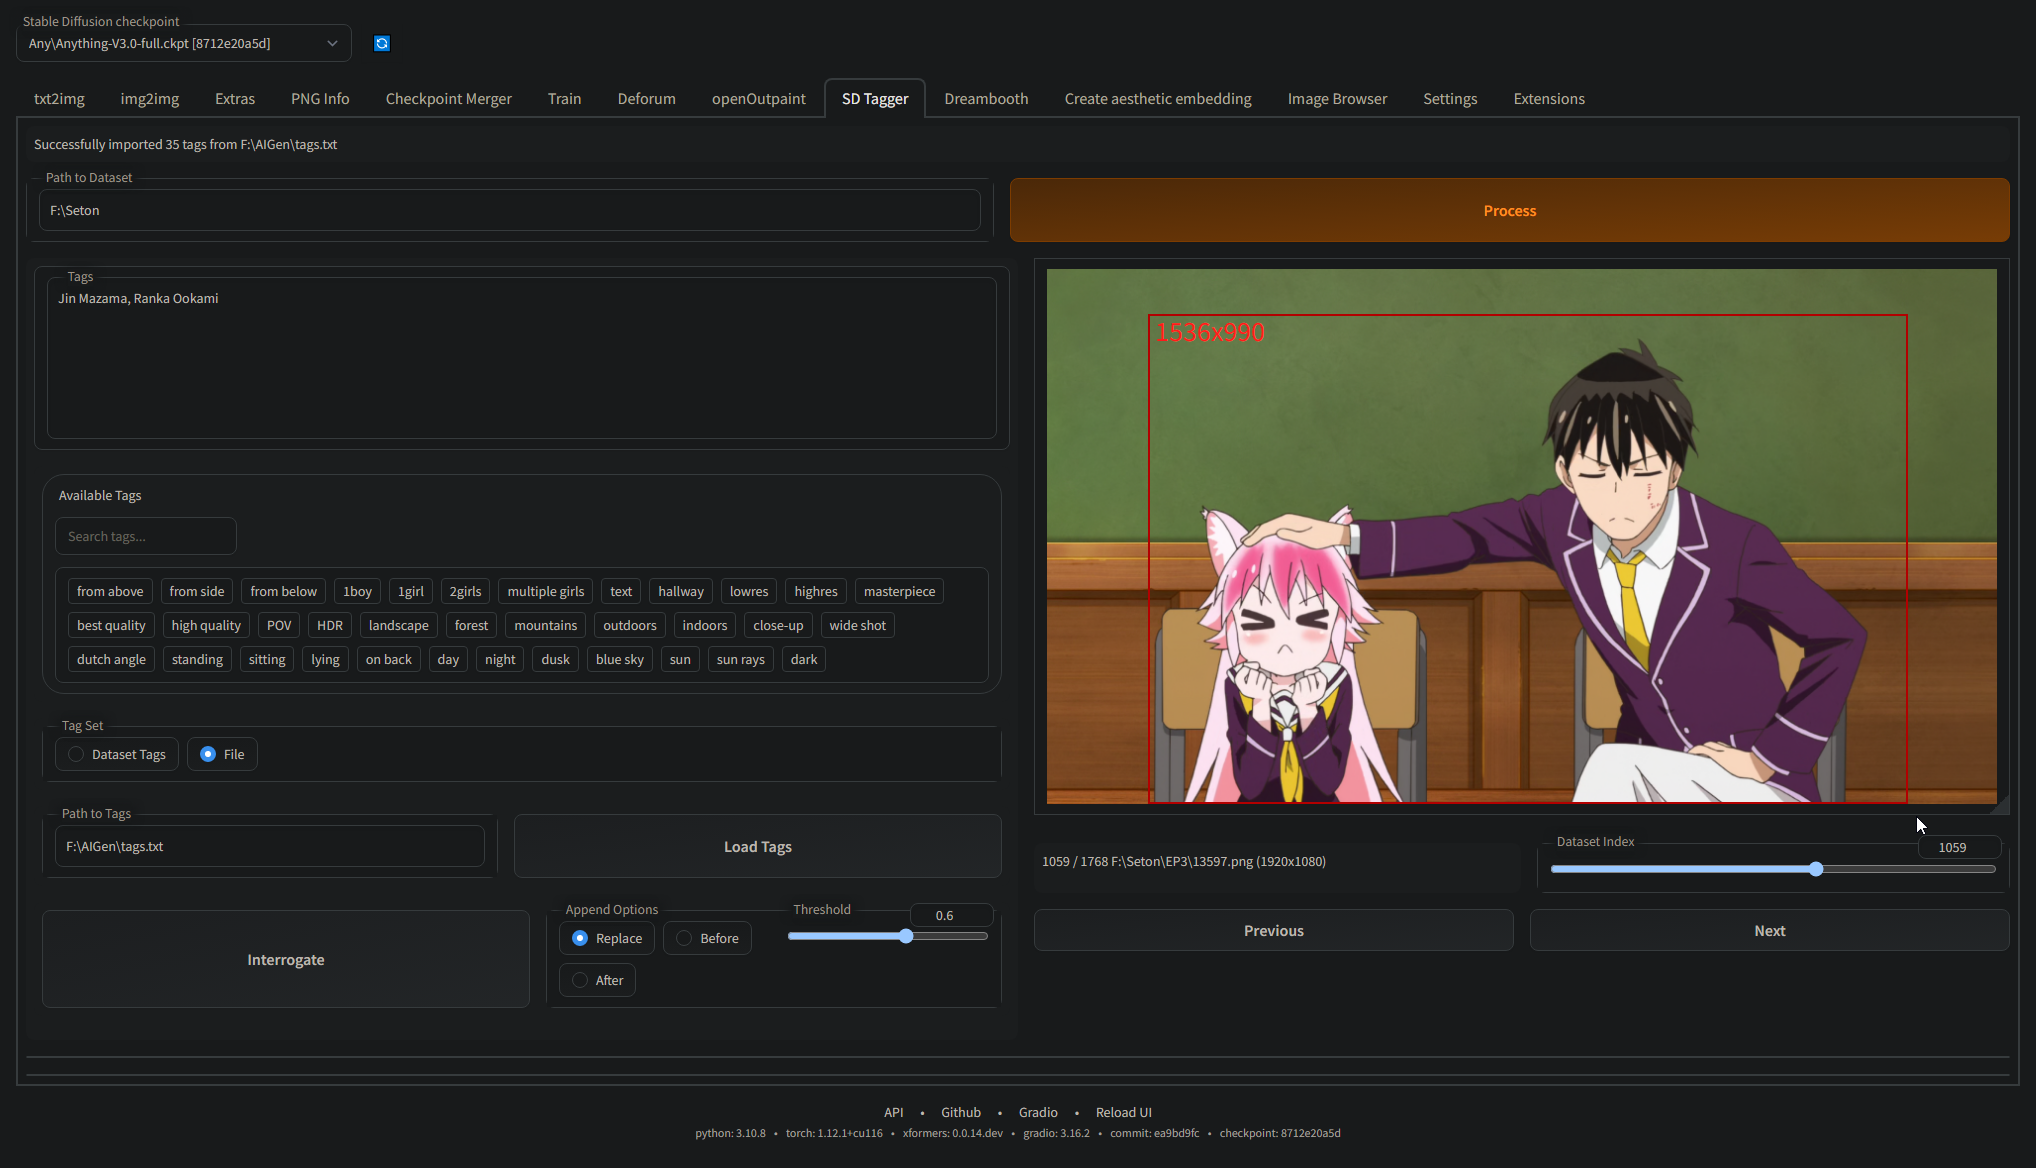 Stable Diffusion checkpoint
Any\Anything-V3.0-full.ckpt [8712e20a5d]
txt2img img2img Extras PNG Info Checkpoint Merger Train Deforum openOutpaint SD Tagger Dreambooth Create aesthetic embedding Image Browser Settings Extensions
Successfully imported 35 tags from F:\AIGen\tags.txt
Path to Dataset
F:\Seton
Process
Tags
Jin Mazama, Ranka Ookami
1536x990
Available Tags
Search tags...
from above from side from below 1boy 1girl 2girls multiple girls text hallway lowres highres masterpiece
best quality high quality POV HDR landscape forest mountains outdoors indoors close-up wide shot
dutch angle standing sitting lying on back day night dusk blue sky sun sun rays dark
Tag Set
Dataset Tags File
Path to Tags
F:\AIGen\tags.txt
Load Tags
1059 / 1768 F:\Seton\EP3\13597.png (1920x1080)
Dataset Index
1059
Interrogate
Append Options
Replace Before
After
Threshold
0.6
Previous Next
API • Github • Gradio • Reload UI
python: 3.10.8 • torch: 1.12.1+cu116 • xformers: 0.0.14.dev • gradio: 3.16.2 • commit: ea9bd9fc • checkpoint: 8712e20a5d